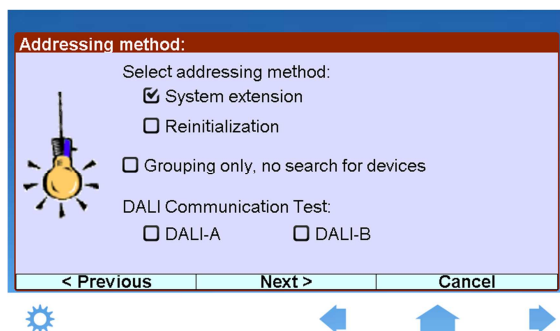 Addressing method:
Select addressing method:
System extension
Reinitialization
Grouping only, no search for devices
DALI Communication Test:
DALI-A DALI-B
< Previous Next > Cancel